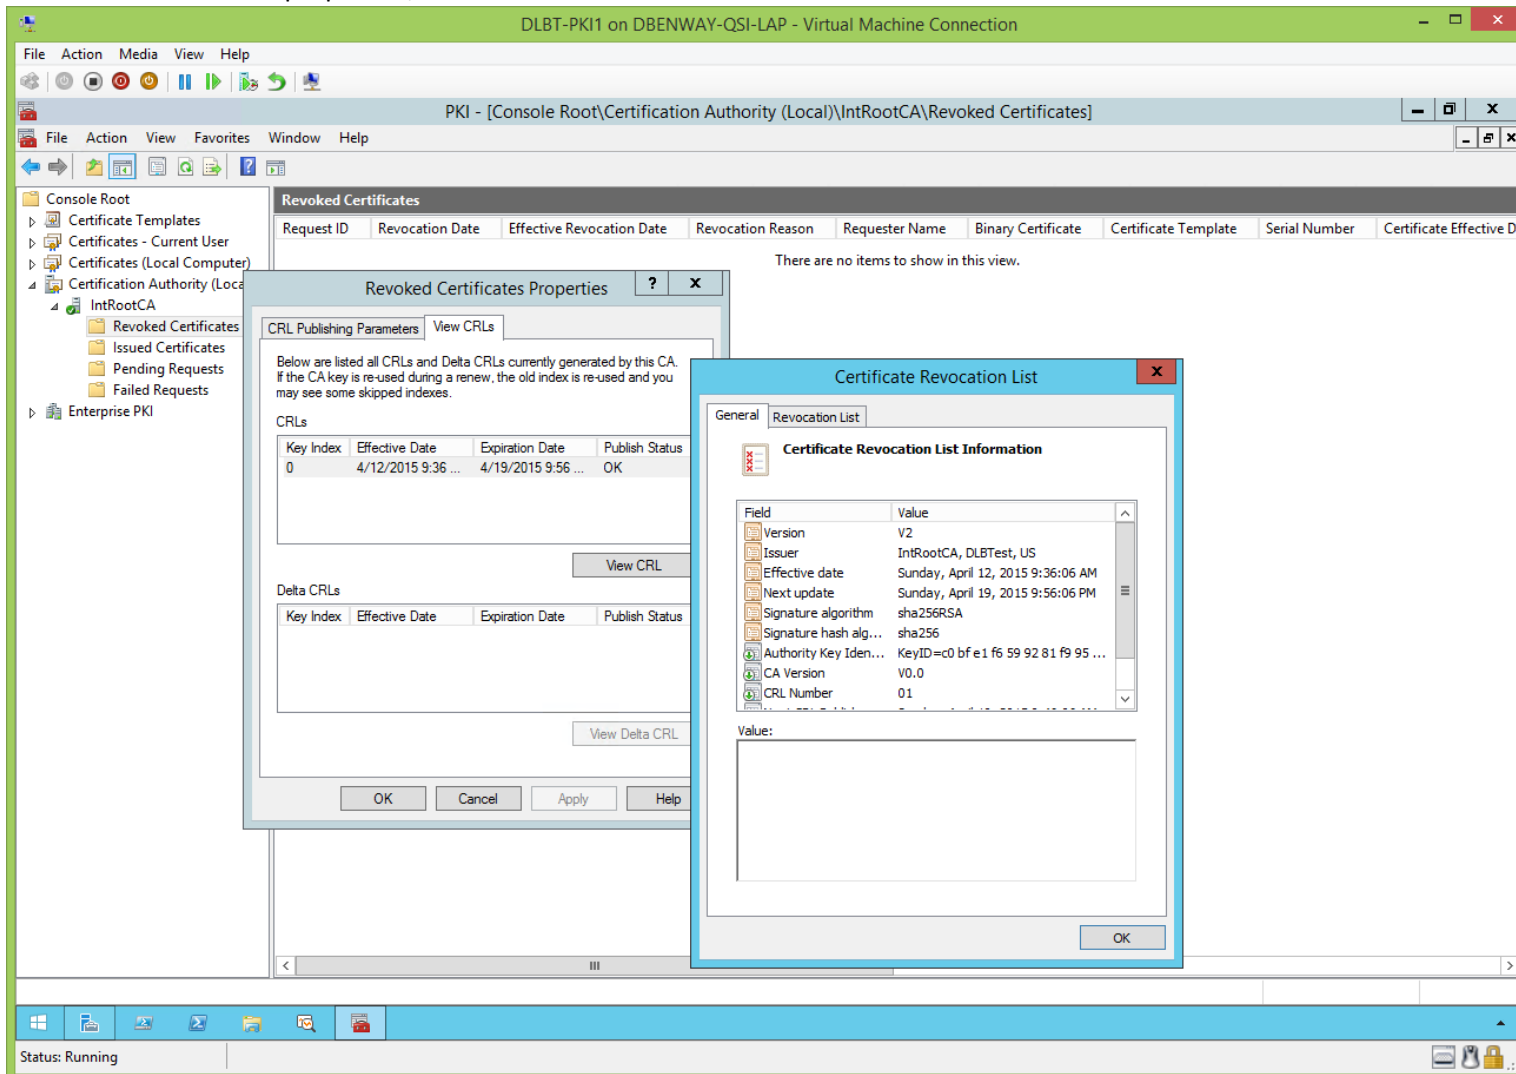 DLBT-PKI1 on DBENWAY-QSI-LAP - Virtual Machine Connection
File Action Media View Help
PKI - [Console Root\Certification Authority (Local)\IntRootCA\Revoked Certificates]
File Action View Favorites Window Help
Console Root
Certificate Templates
Certificates - Current User
Certificates (Local Computer)
Certification Authority (Loca
IntRootCA
Revoked Certificates
Issued Certificates
Pending Requests
Failed Requests
Enterprise PKI
Revoked Certificates
Request ID Revocation Date Effective Revocation Date Revocation Reason Requester Name Binary Certificate Certificate Template Serial Number Certificate Effective D
There are no items to show in this view.
Revoked Certificates Properties ? x
CRL Publishing Parameters View CRLs
Below are listed all CRLs and Delta CRLs currently generated by this CA.
If the CA key is re-used during a renew, the old index is re-used and you
may see some skipped indexes.
CRLs
Key Index Effective Date Expiration Date Publish Status
0 4/12/2015 9:36 ... 4/19/2015 9:56 ... OK
View CRL
Delta CRLs
Key Index Effective Date Expiration Date Publish Status
View Delta CRL
OK Cancel Apply Help
Certificate Revocation List x
General Revocation List
Certificate Revocation List Information
Field Value
Version V2
Issuer IntRootCA, DLBTest, US
Effective date Sunday, April 12, 2015 9:36:06 AM
Next update Sunday, April 19, 2015 9:56:06 PM
Signature algorithm sha256RSA
Signature hash alg... sha256
Authority Key Iden... KeyID=c0 bf e1 f6 59 92 81 f9 95 ...
CA Version V0.0
CRL Number 01
Value:
OK
Status: Running